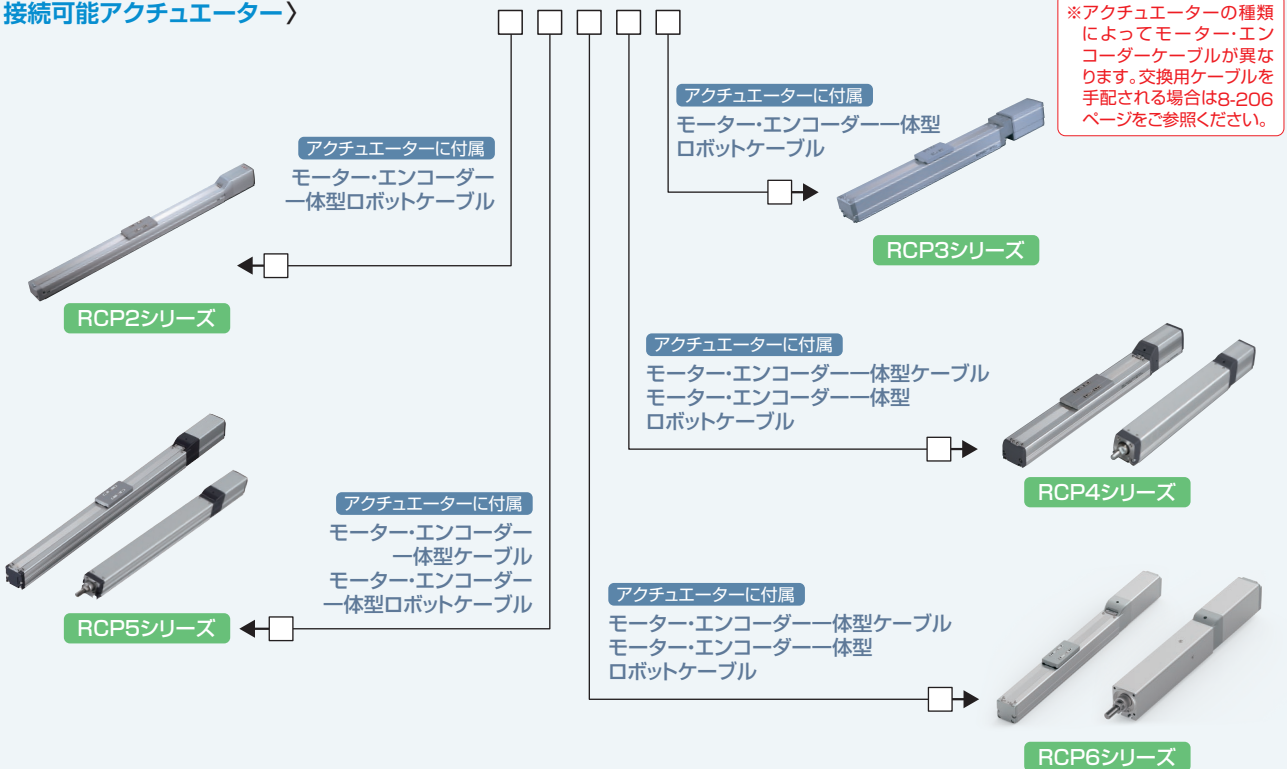 接続可能アクチュエーター〉
※アクチュエーターの種類
によってモーター・エン
コーダーケーブルが異な
ります。交換用ケーブルを
手配される場合は8-206
ページをご参照ください。
アクチュエーターに付属
モーター・エンコーダー一体型
ロボットケーブル
RCP3シリーズ
アクチュエーターに付属
モーター・エンコーダー
一体型ロボットケーブル
RCP2シリーズ
アクチュエーターに付属
モーター・エンコーダー一体型ケーブル
モーター・エンコーダー一体型
ロボットケーブル
RCP4シリーズ
アクチュエーターに付属
モーター・エンコーダー
一体型ケーブル
モーター・エンコーダー
一体型ロボットケーブル
RCP5シリーズ
アクチュエーターに付属
モーター・エンコーダー一体型ケーブル
モーター・エンコーダー一体型
ロボットケーブル
RCP6シリーズ